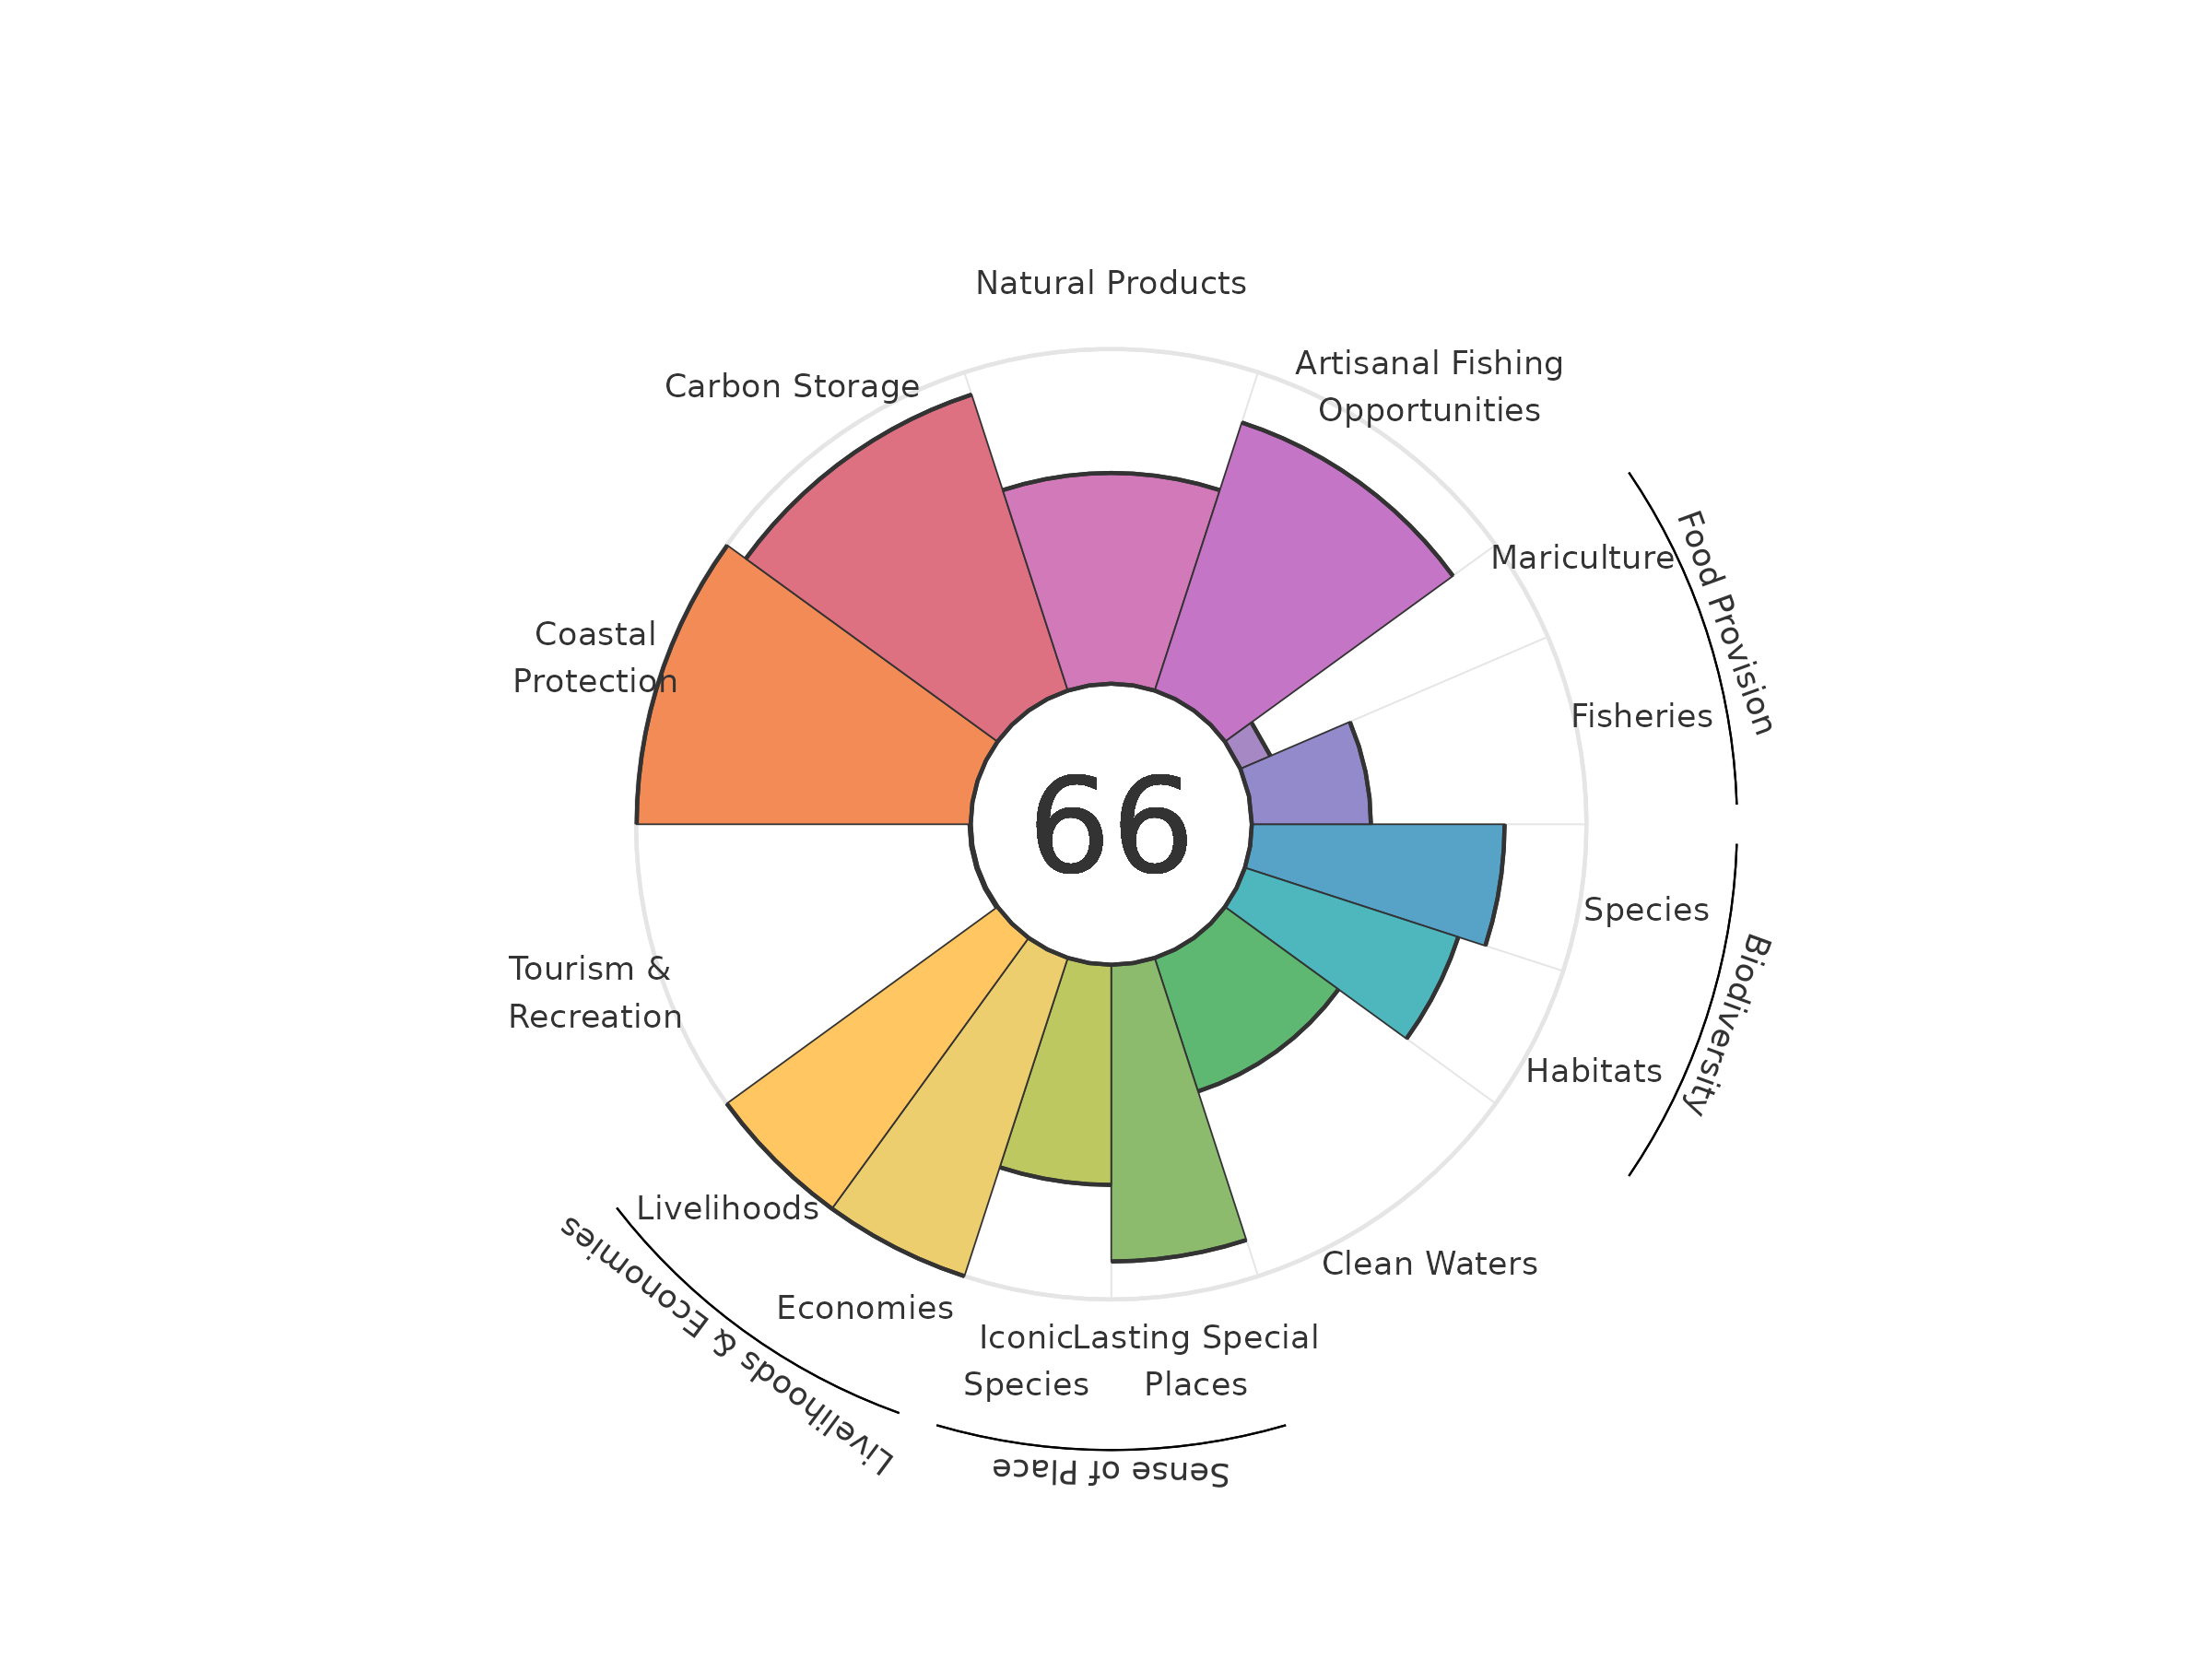 Natural Products
Carbon Storage
Artisanal Fishing
Opportunities
Mariculture
Food Provision
Coastal
Protection
Fisheries
66
Species
Biodiversity
Tourism &
Recreation
Habitats
Livelihoods
Clean Waters
Economies
Livelihoods & Economies
Iconic
Species
Lasting Special
Places
Sense of Place